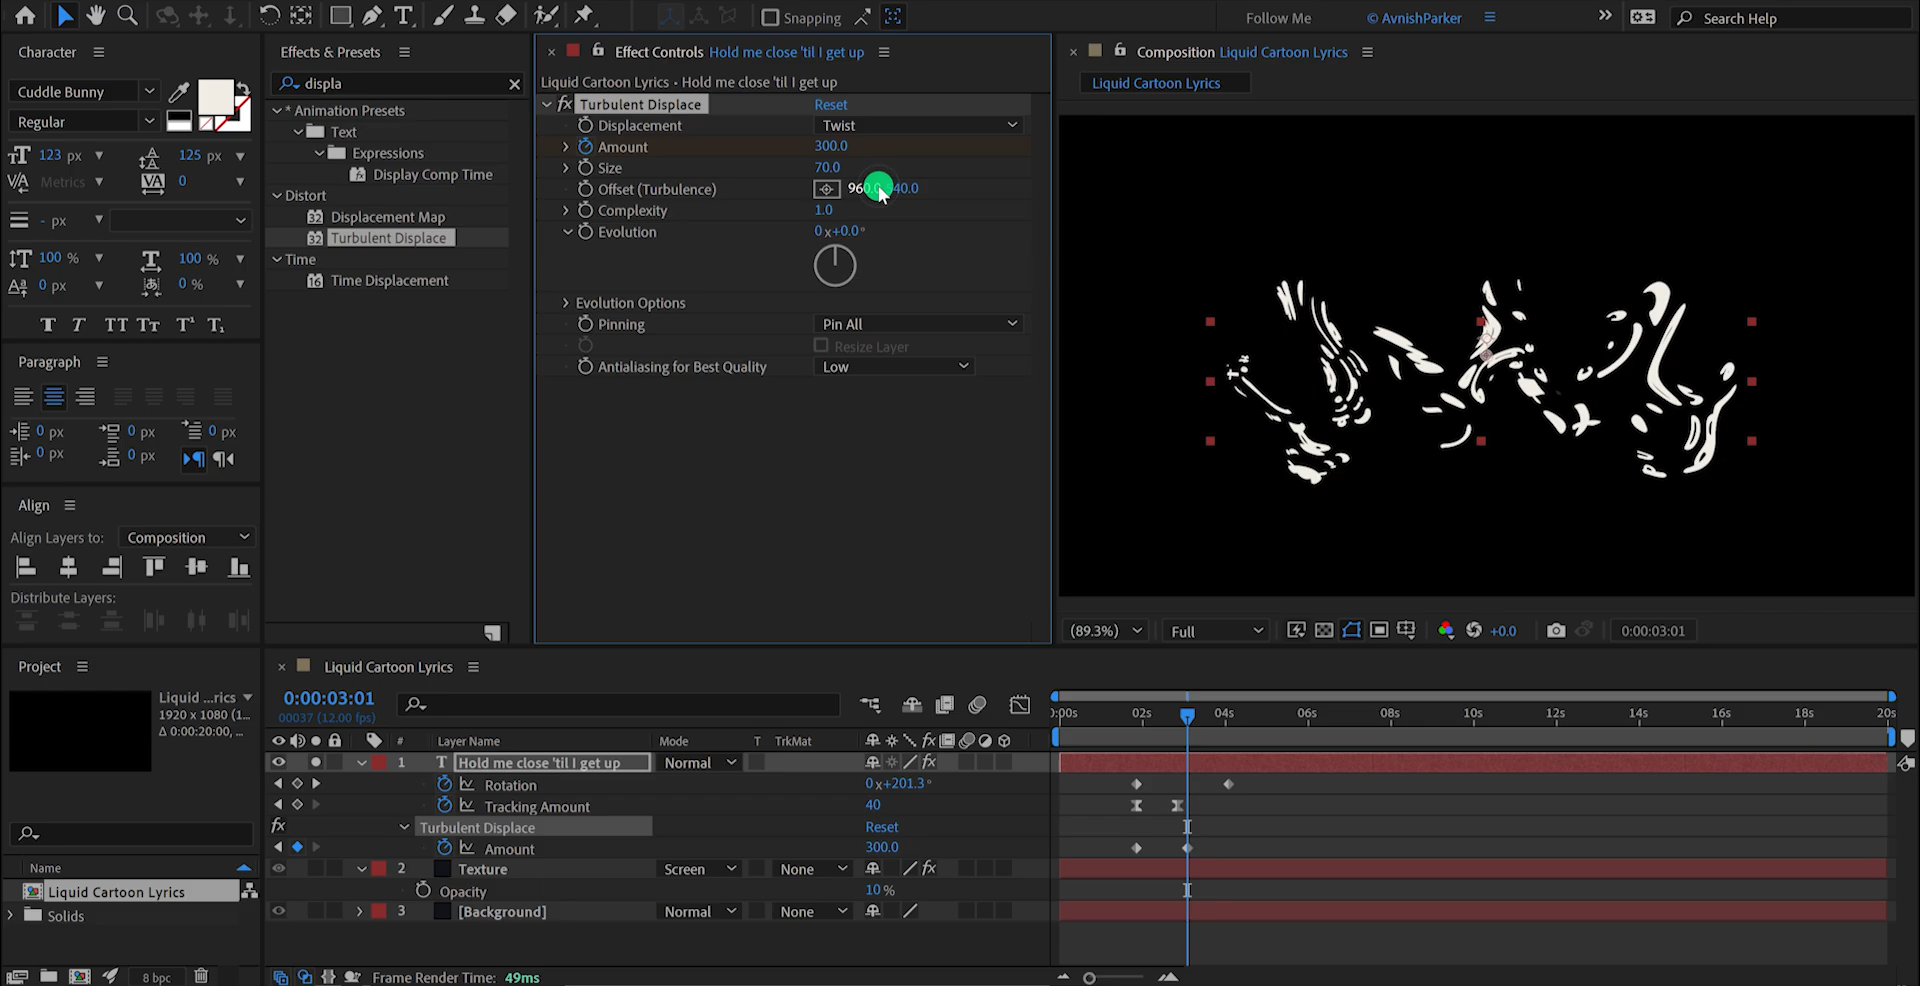 Snapping
Follow Me
© AvnishParker
Search Help
Character
Cuddle Bunny
Regular
123 px
125 px
Metrics
0
- px
100 %
100 %
0 px
0 %
Paragraph
0 px
0 px
0 px
0 px
0 px
Align
Align Layers to:
Composition
Distribute Layers:
Effects & Presets
displa
* Animation Presets
Text
Expressions
Display Comp Time
Distort
Displacement Map
Turbulent Displace
Time
Time Displacement
Effect Controls Hold me close 'til I get up
Liquid Cartoon Lyrics • Hold me close 'til I get up
fx Turbulent Displace Reset
Displacement Twist
Amount 300.0
Size 70.0
Offset (Turbulence)
Complexity 1.0
Evolution 0x+0.0°
Evolution Options
Pinning Pin All
Resize Layer
Antialiasing for Best Quality Low
Composition Liquid Cartoon Lyrics
Liquid Cartoon Lyrics
(89.3%) Full +0.0 0:00:03:01
Project
Liquid ...rics
1920 x 1080 (1...
Δ 0:00:20:00, ...
Name
Liquid Cartoon Lyrics
Solids
8 bpc
Liquid Cartoon Lyrics
0:00:03:01
00037 (12.00 fps)
# Layer Name Mode T TrkMat
1 T Hold me close 'til I get up Normal
Rotation 0x+201.3°
Tracking Amount 40
fx Turbulent Displace Reset
Amount 300.0
2 Texture Screen None
Opacity 10 %
3 [Background] Normal None
Frame Render Time: 49ms
:00s 02s 04s 06s 08s 10s 12s 14s 16s 18s 20s